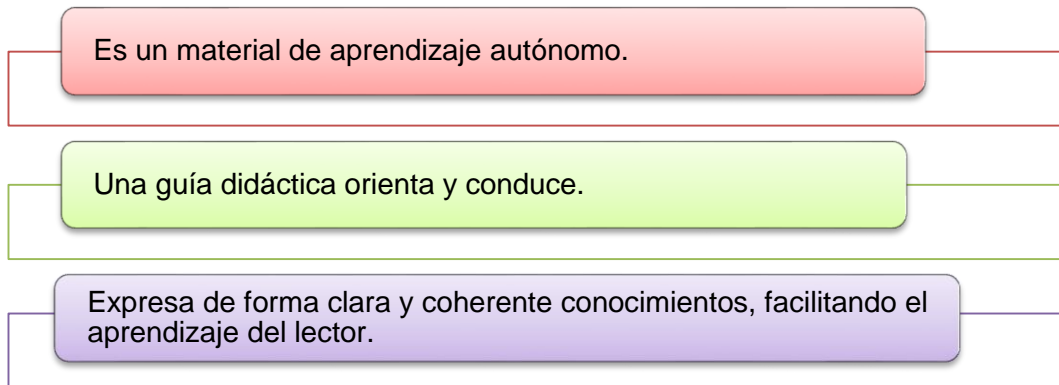 Es un material de aprendizaje autónomo.
Una guía didáctica orienta y conduce.
Expresa de forma clara y coherente conocimientos, facilitando el
aprendizaje del lector.